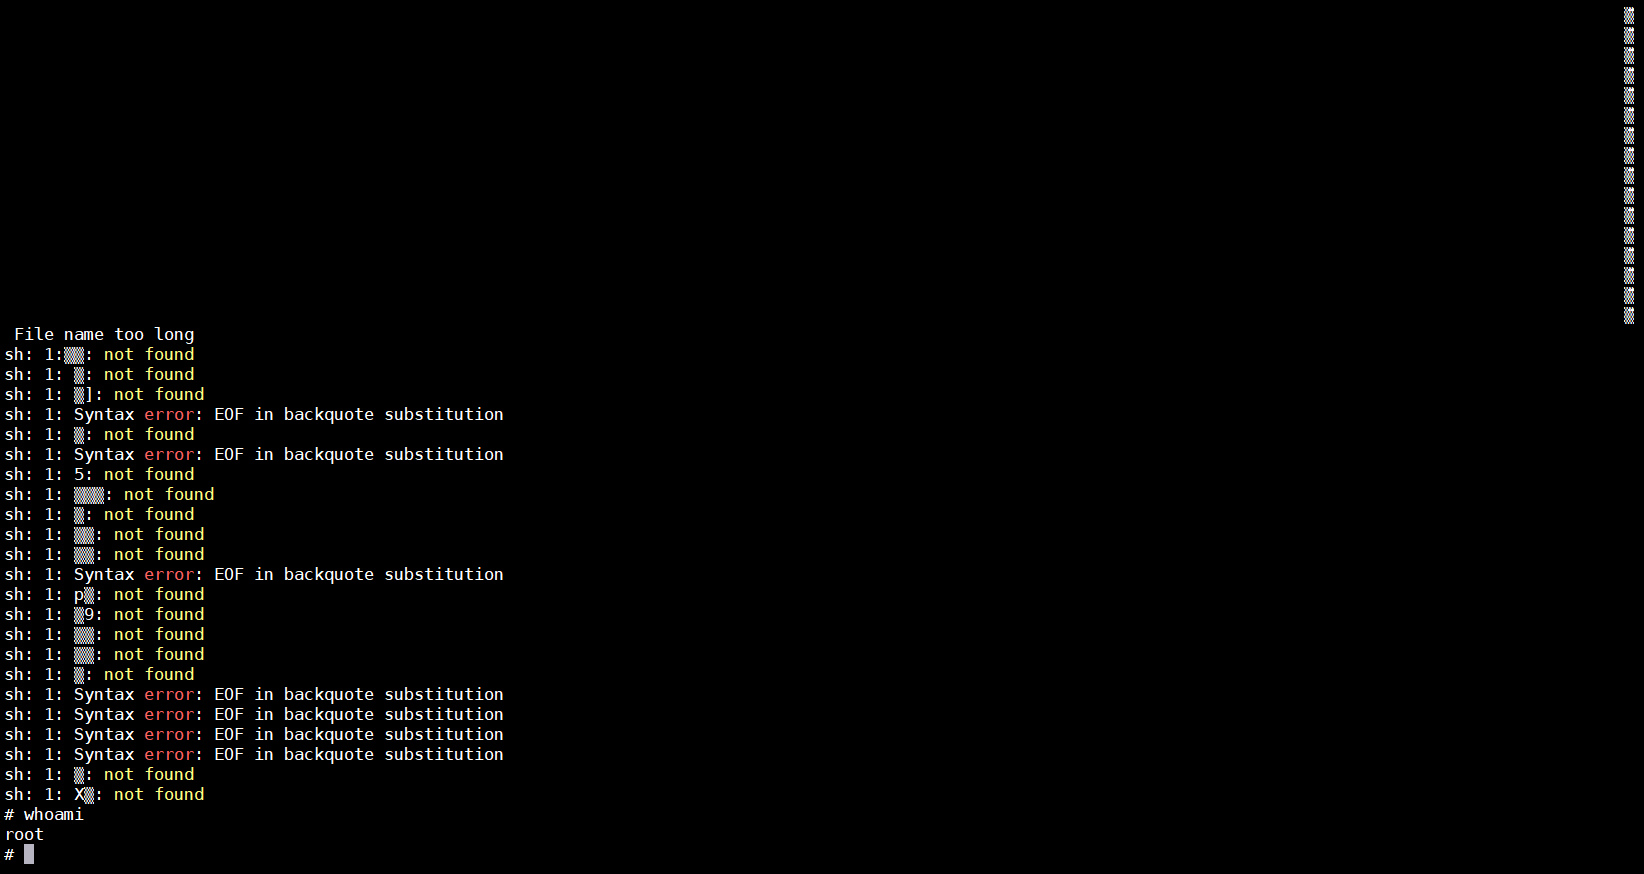 File name too long
sh: 1:▒▒: not found
sh: 1: ▒: not found
sh: 1: ▒]: not found
sh: 1: Syntax error: EOF in backquote substitution
sh: 1: ▒: not found
sh: 1: Syntax error: EOF in backquote substitution
sh: 1: 5: not found
sh: 1: ▒▒▒: not found
sh: 1: ▒: not found
sh: 1: ▒▒: not found
sh: 1: ▒▒: not found
sh: 1: Syntax error: EOF in backquote substitution
sh: 1: p▒: not found
sh: 1: ▒9: not found
sh: 1: ▒▒: not found
sh: 1: ▒▒: not found
sh: 1: ▒: not found
sh: 1: Syntax error: EOF in backquote substitution
sh: 1: Syntax error: EOF in backquote substitution
sh: 1: Syntax error: EOF in backquote substitution
sh: 1: Syntax error: EOF in backquote substitution
sh: 1: ▒: not found
sh: 1: X▒: not found
# whoami
root
#